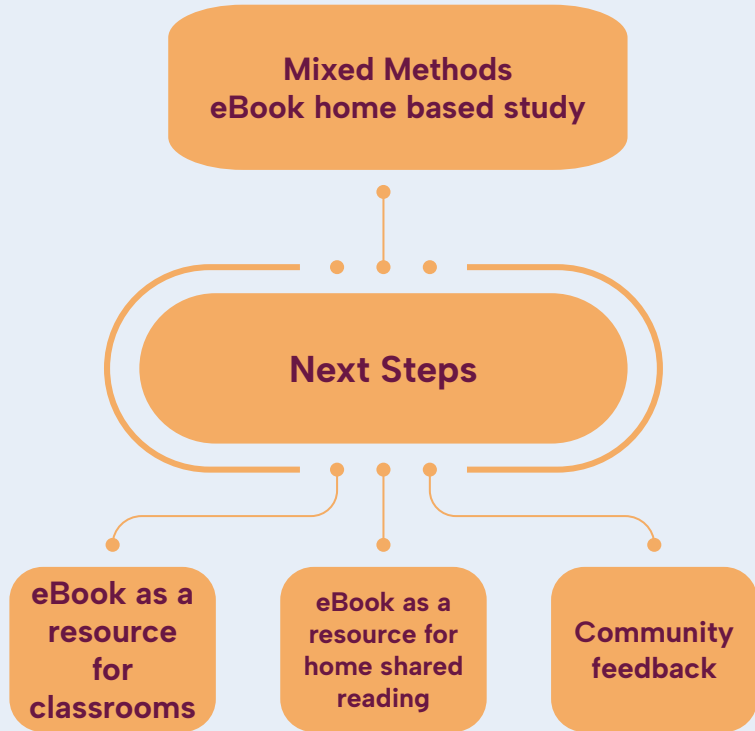 Mixed Methods
eBook home based study
Next Steps
eBook as a
resource
for
classrooms
eBook as a
resource for
home shared
reading
Community
feedback